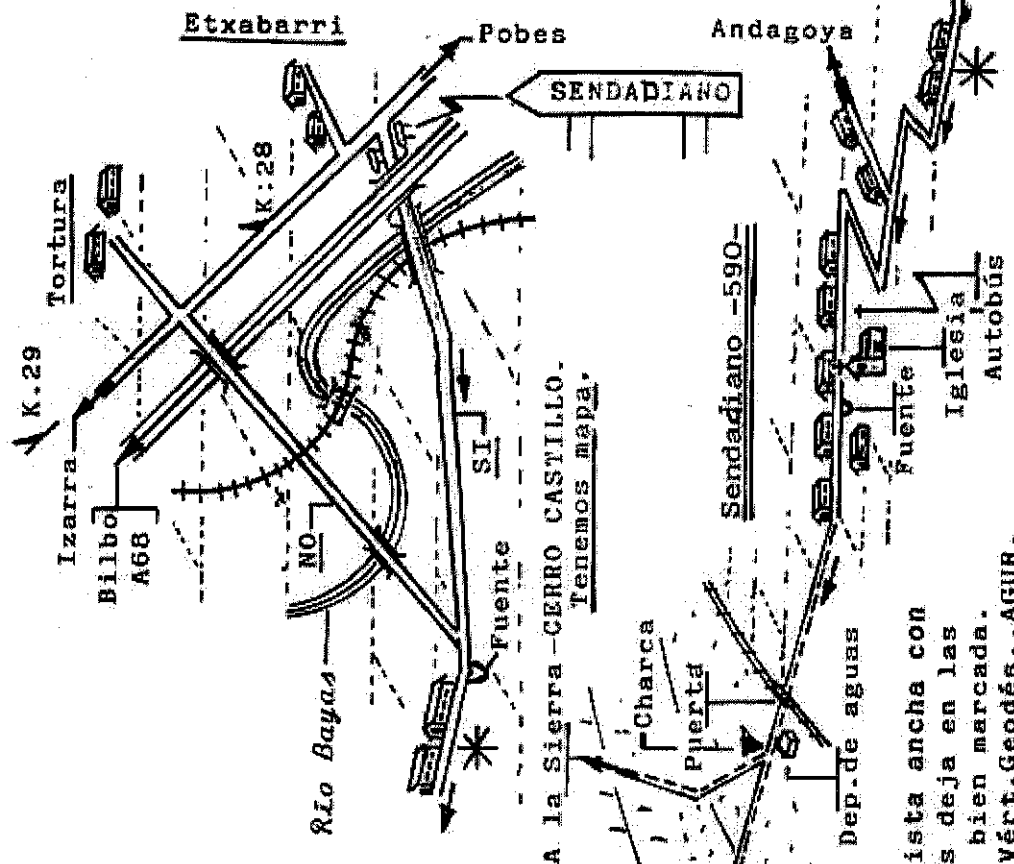 Etxabarri
Pobes
Andagoya
SENDADIANO
Tortura
K:28
K.29
Izarra
Bilbo
A68
NO
SI
Río Bayas
Fuente
Sendadiano -590-
A la Sierra-CERRO CASTILLO.
Tenemos mapa.
Charca
Puerta
Dep.de aguas
Fuente
Iglesia
Autobús
ista ancha con
s deja en las
bien marcada.
Vért.Geodés. AGUR.